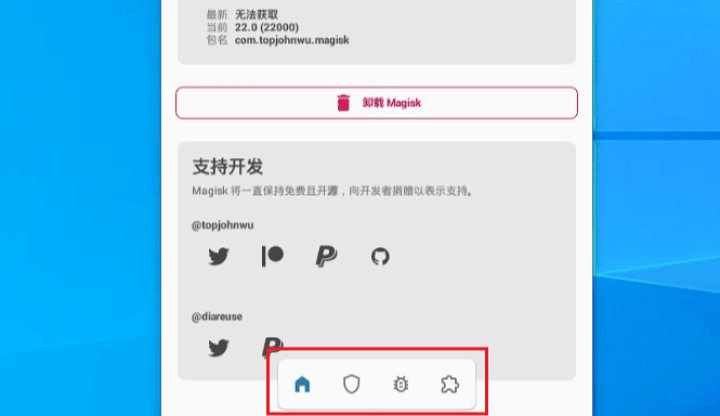 最新 无法获取
当前 22.0 (22000)
包名 com.topjohnwu.magisk
卸载 Magisk
支持开发
Magisk 将一直保持免费且开源，向开发者捐赠以表示支持。
@topjohnwu
@diareuse